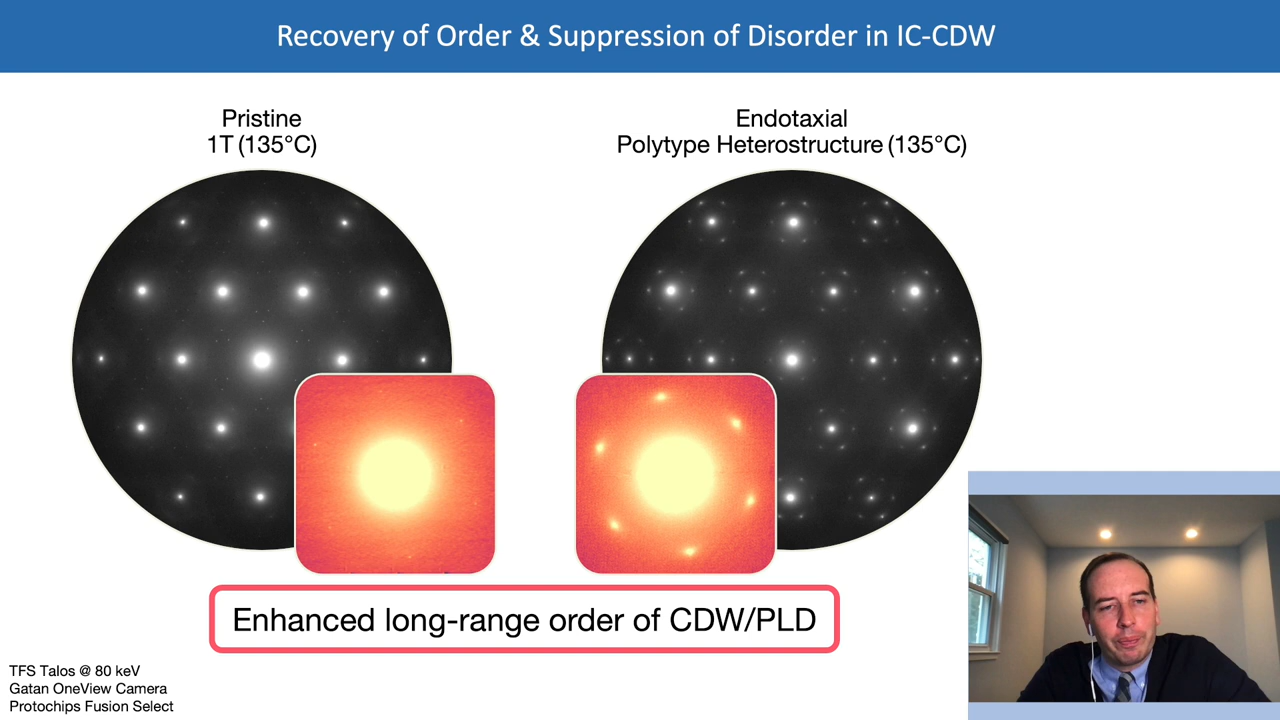 Recovery of Order & Suppression of Disorder in IC-CDW
Pristine
1T (135°C)
Endotaxial
Polytype Heterostructure (135°C)
Enhanced long-range order of CDW/PLD
TFS Talos @ 80 keV
Gatan OneView Camera
Protochips Fusion Select